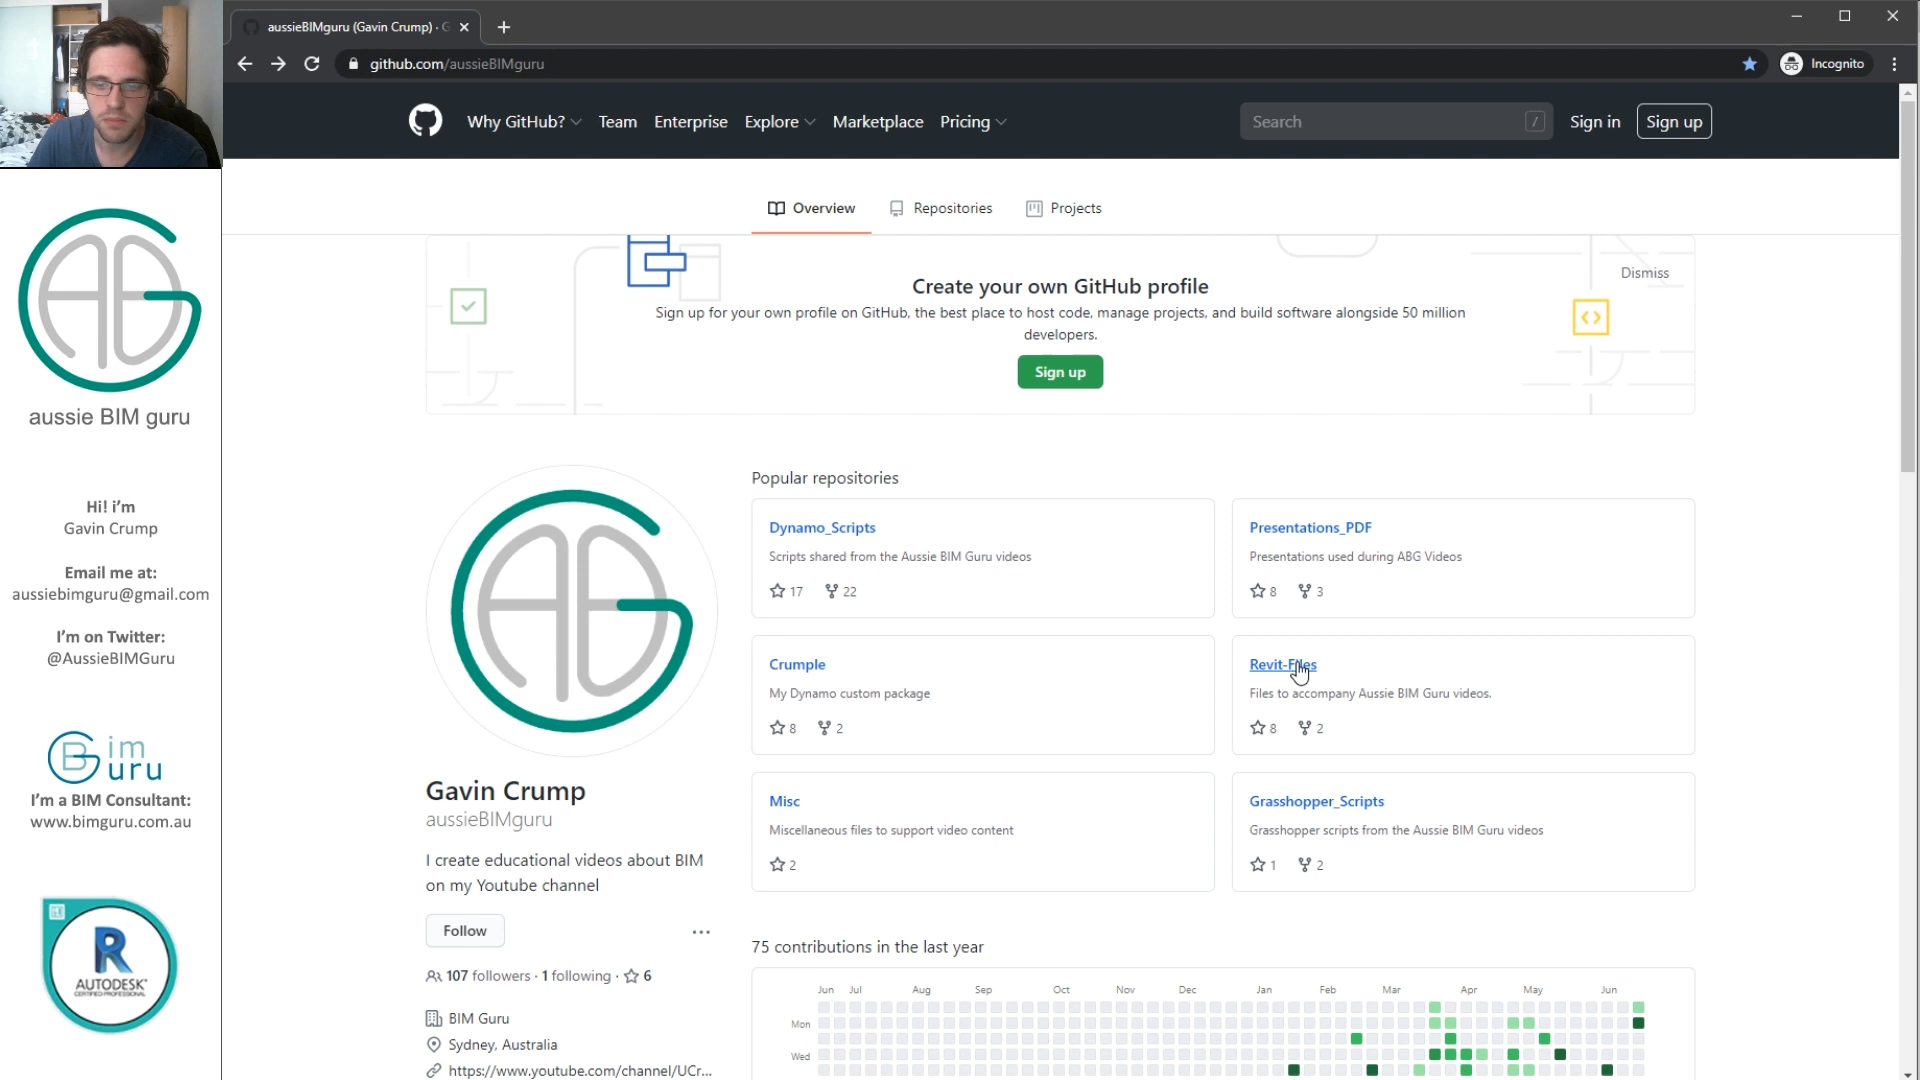 aussieBIMguru (Gavin Crump) · G
github.com/aussieBIMguru
Incognito
Why GitHub?
Team
Enterprise
Explore
Marketplace
Pricing
Search
/
Sign in
Sign up
Overview
Repositories
Projects
Create your own GitHub profile
Dismiss
Sign up for your own profile on GitHub, the best place to host code, manage projects, and build software alongside 50 million
developers.
Sign up
aussie BIM guru
Hi! i'm
Gavin Crump
Email me at:
aussiebimguru@gmail.com
I'm on Twitter:
@AussieBIMGuru
Bim
Guru
I'm a BIM Consultant:
www.bimguru.com.au
R
AUTODESK
CERTIFIED PROFESSIONAL
Gavin Crump
aussieBIMguru
I create educational videos about BIM
on my Youtube channel
Follow
107 followers · 1 following · 6
BIM Guru
Sydney, Australia
https://www.youtube.com/channel/UCr...
Popular repositories
Dynamo_Scripts
Scripts shared from the Aussie BIM Guru videos
17 22
Presentations_PDF
Presentations used during ABG Videos
8 3
Crumple
My Dynamo custom package
8 2
Revit-Files
Files to accompany Aussie BIM Guru videos.
8 2
Misc
Miscellaneous files to support video content
2
Grasshopper_Scripts
Grasshopper scripts from the Aussie BIM Guru videos
1 2
75 contributions in the last year
Jun Jul Aug Sep Oct Nov Dec Jan Feb Mar Apr May Jun
Mon
Wed